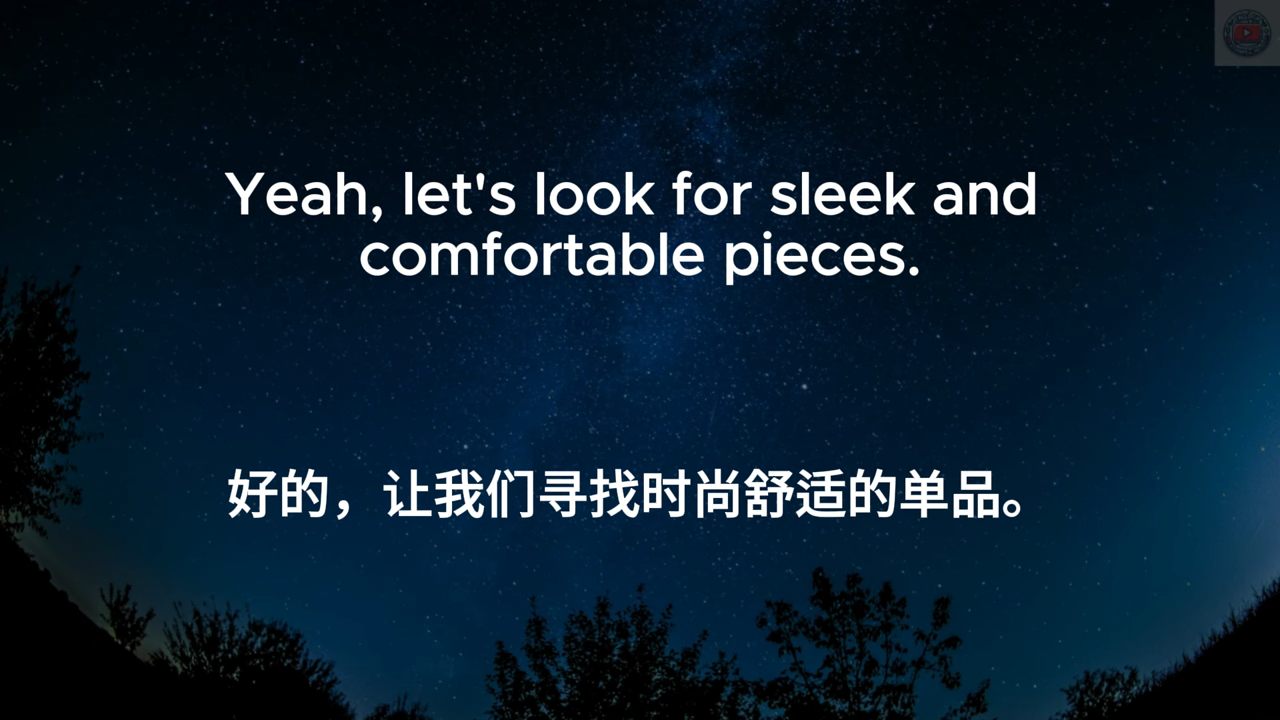 Yeah, let's look for sleek and
comfortable pieces.
好的，让我们寻找时尚舒适的单品。